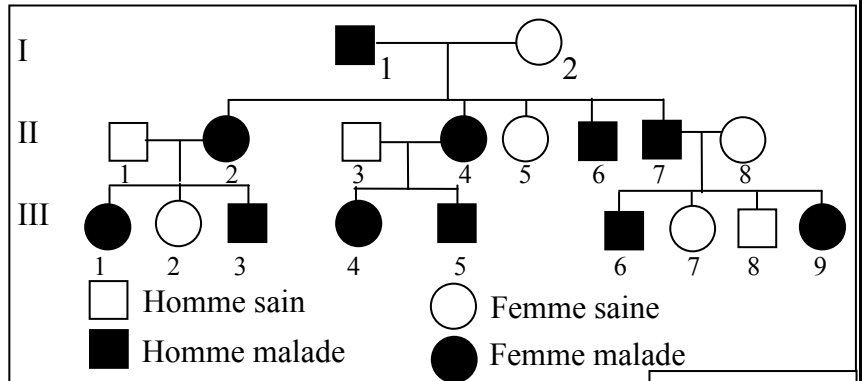 I
1 2
II
1 2 3 4 5 6 7 8
III
1 2 3 4 5 6 7 8 9
Homme sain Femme saine
Homme malade Femme malade